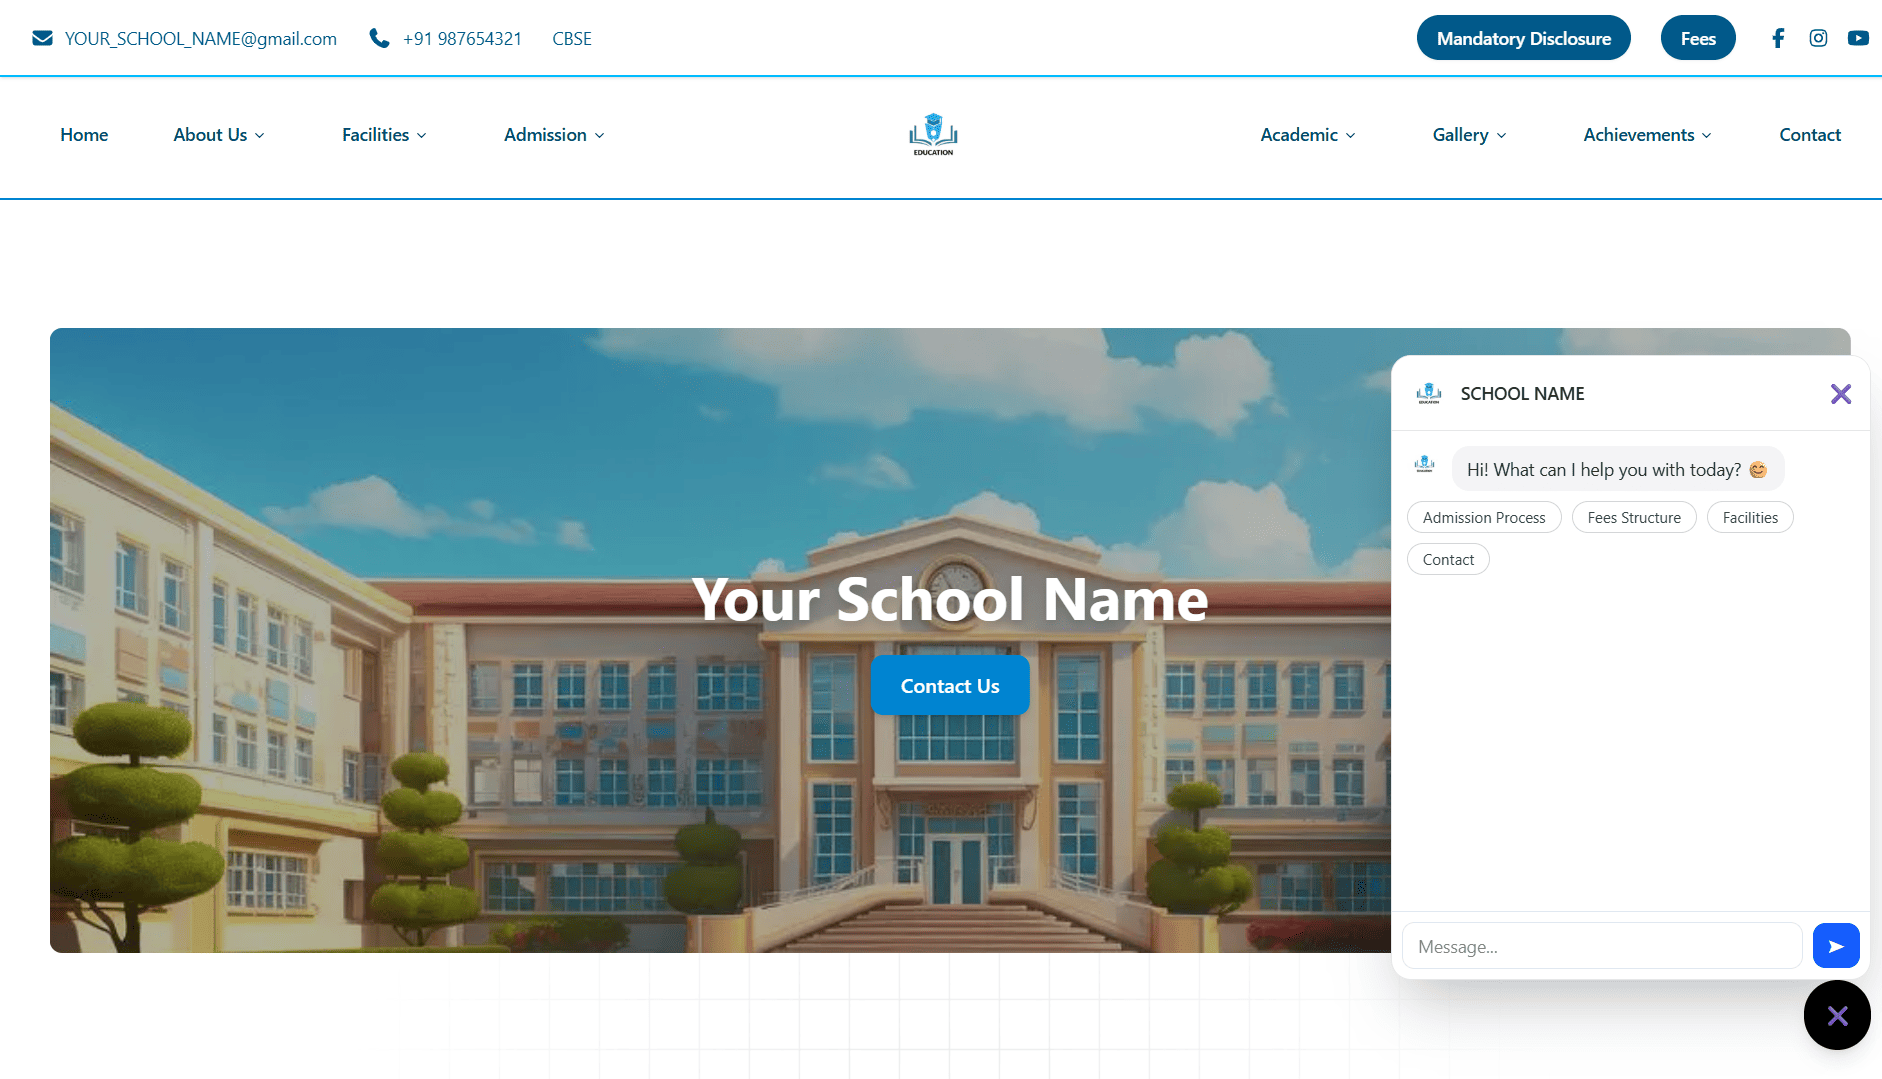 YOUR_SCHOOL_NAME@gmail.com +91 987654321 CBSE Mandatory Disclosure Fees
Home About Us Facilities Admission EDUCATION Academic Gallery Achievements Contact
Your School Name
Contact Us
SCHOOL NAME
Hi! What can I help you with today? 😊
Admission Process Fees Structure Facilities
Contact
Message...